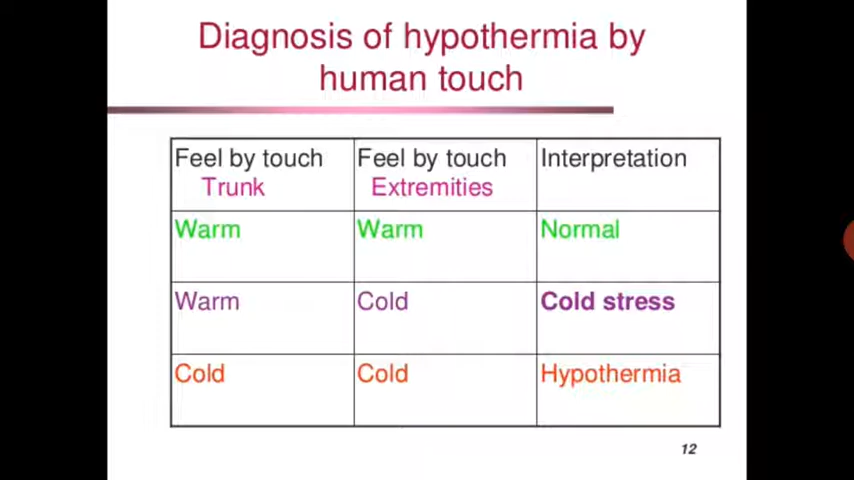 Diagnosis of hypothermia by
human touch
Feel by touch Feel by touch Interpretation
Trunk Extremities
Warm Warm Normal
Warm Cold Cold stress
Cold Cold Hypothermia
12